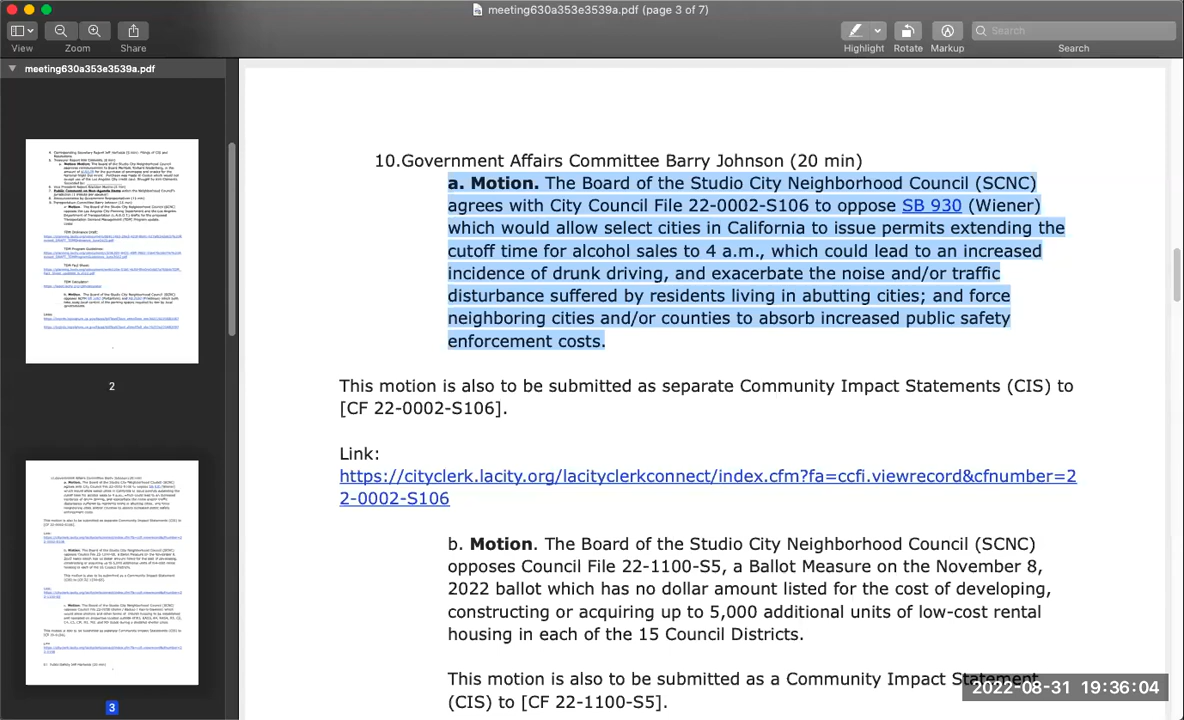 meeting630a353e3539a.pdf (page 3 of 7)
View
Zoom
Share
Highlight
Rotate
Markup
Search
Search
meeting630a353e3539a.pdf
2
3
10.Government Affairs Committee Barry Johnson (20 min)
a. Motion. The Board of the Studio City Neighborhood Council (SCNC)
agrees with City Council File 22-0002-S106 to oppose SB 930 (Wiener)
which would allow select cities in California to issue permits extending the
cutoff time for alcohol sales to 4 a.m., which could lead to an increased
incidence of drunk driving, and exacerbate the noise and/or traffic
disturbance suffered by residents living in abutting cities; and force
neighboring cities and/or counties to absorb increased public safety
enforcement costs.
This motion is also to be submitted as separate Community Impact Statements (CIS) to
[CF 22-0002-S106].
Link:
https://cityclerk.lacity.org/lacityclerkconnect/index.cfm?fa=ccfi.viewrecord&cfnumber=2
2-0002-S106
b. Motion. The Board of the Studio City Neighborhood Council (SCNC)
opposes Council File 22-1100-S5, a Ballot Measure on the November 8,
2022 ballot which has no dollar amount listed for the cost of developing,
constructing or acquiring up to 5,000 additional units of low-cost rental
housing in each of the 15 Council Districts.
This motion is also to be submitted as a Community Impact Statement
(CIS) to [CF 22-1100-S5].
2022-08-31 19:36:04